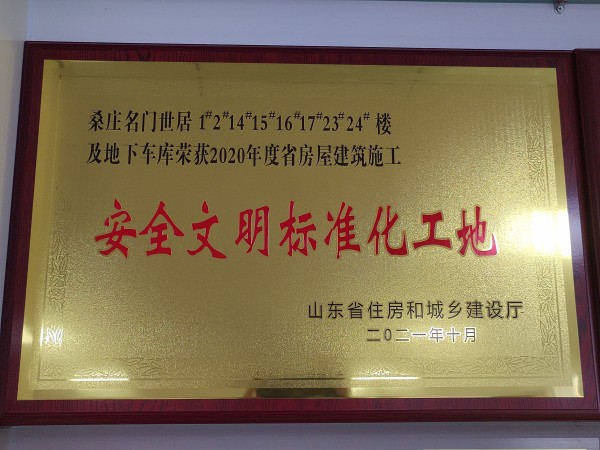 桑庄名门世居1#2#14#15#16#17#23#24#楼
及地下车库荣获2020年度省房屋建筑施工
安全文明标准化工地
山东省住房和城乡建设厅
二〇二一年十月